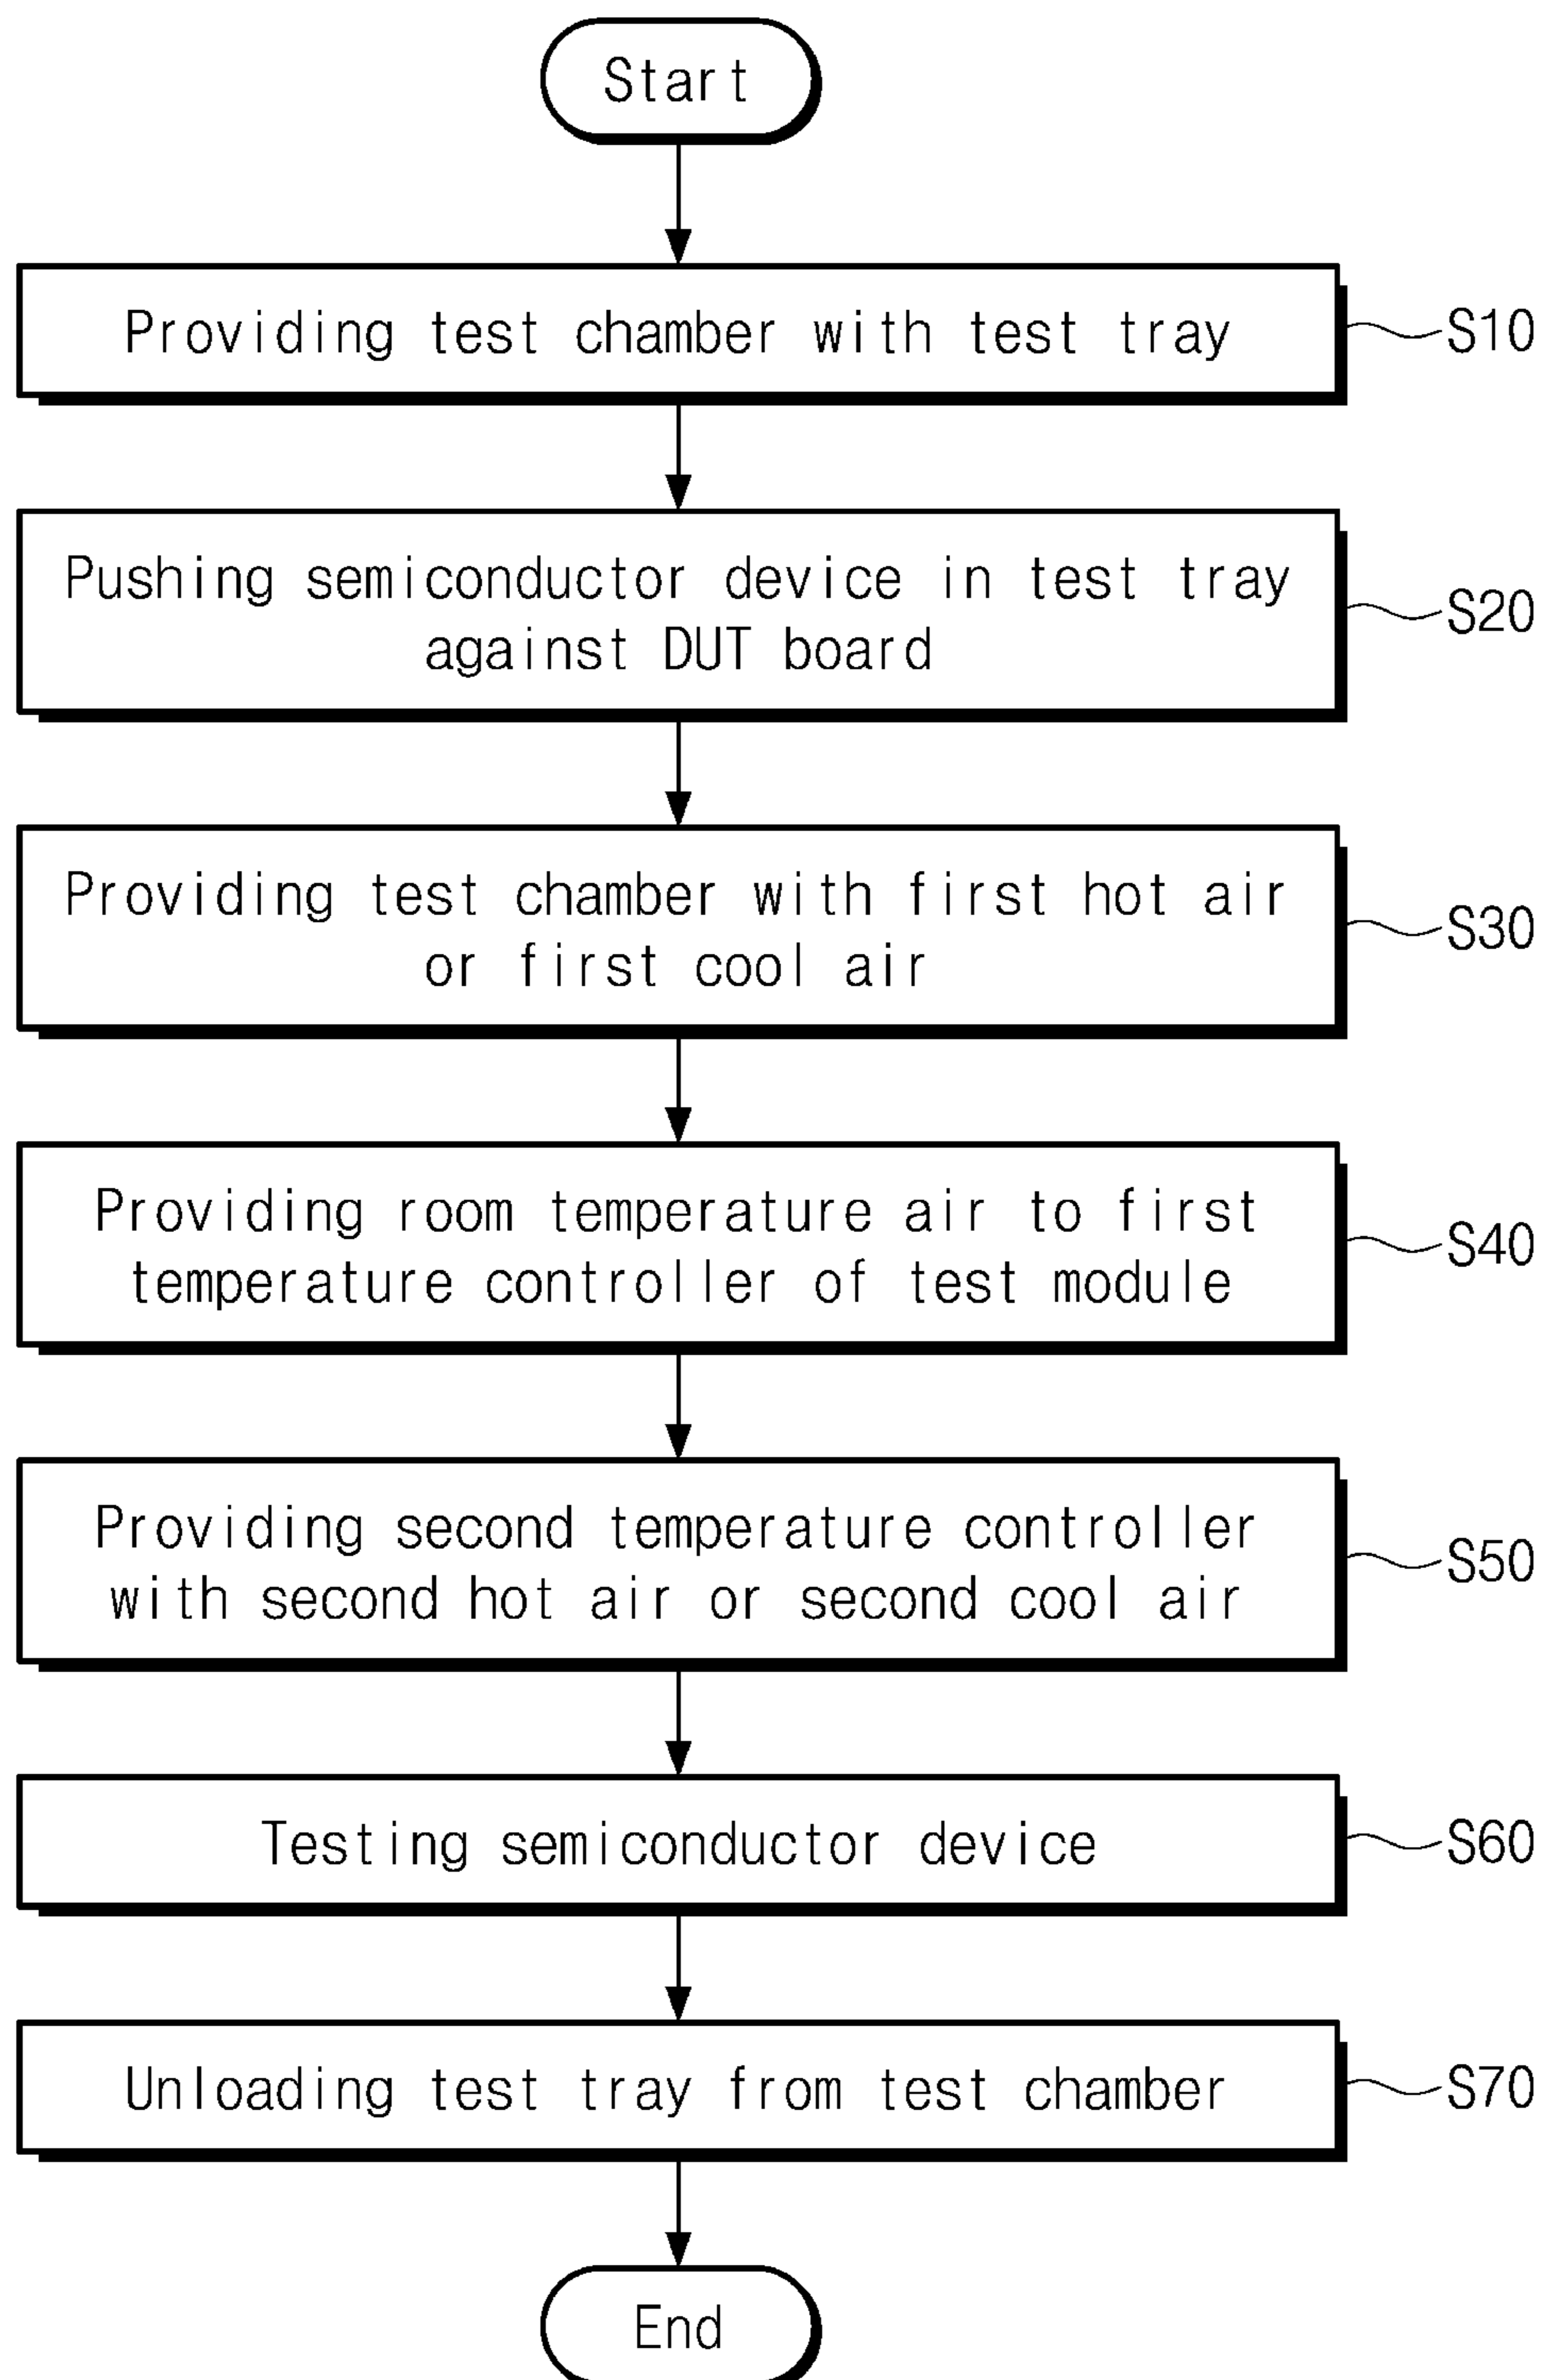 Start
Providing test chamber with test tray
S10
Pushing semiconductor device in test tray
against DUT board
S20
Providing test chamber with first hot air
or first cool air
S30
Providing room temperature air to first
temperature controller of test module
S40
Providing second temperature controller
with second hot air or second cool air
S50
Testing semiconductor device
S60
Unloading test tray from test chamber
S70
End